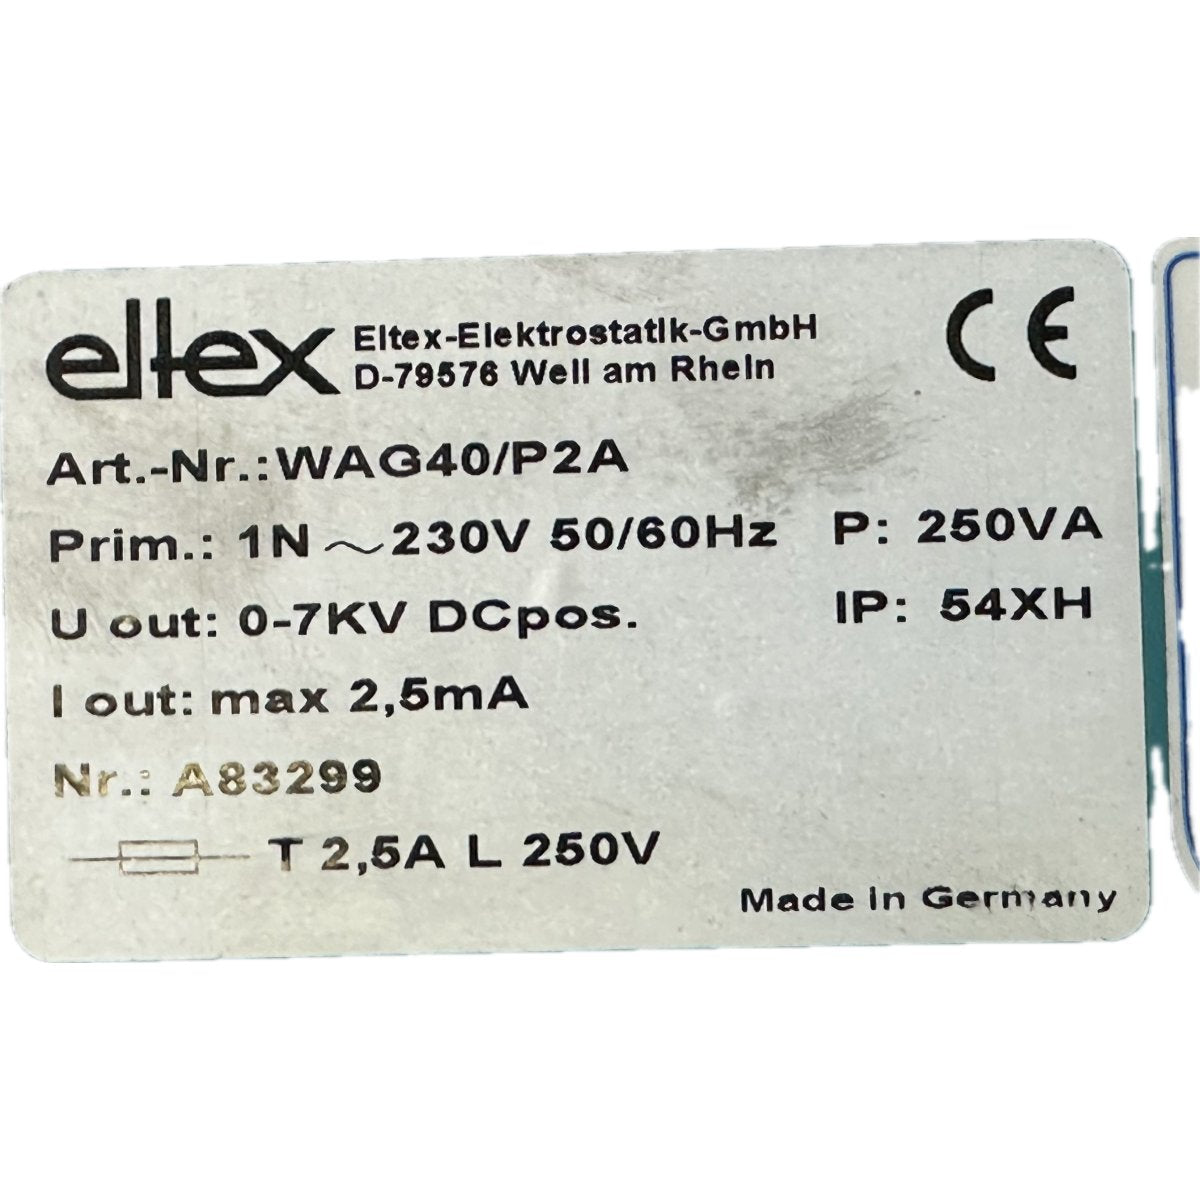 eltex Eltex-Elektrostatik-GmbH
D-79576 Weil am Rhein
CE
Art.-Nr.:WAG40/P2A
Prim.: 1N ~230V 50/60Hz P: 250VA
U out: 0-7KV DCpos. IP: 54XH
I out: max 2,5mA
Nr.: A83299
T 2,5A L 250V
Made in Germany